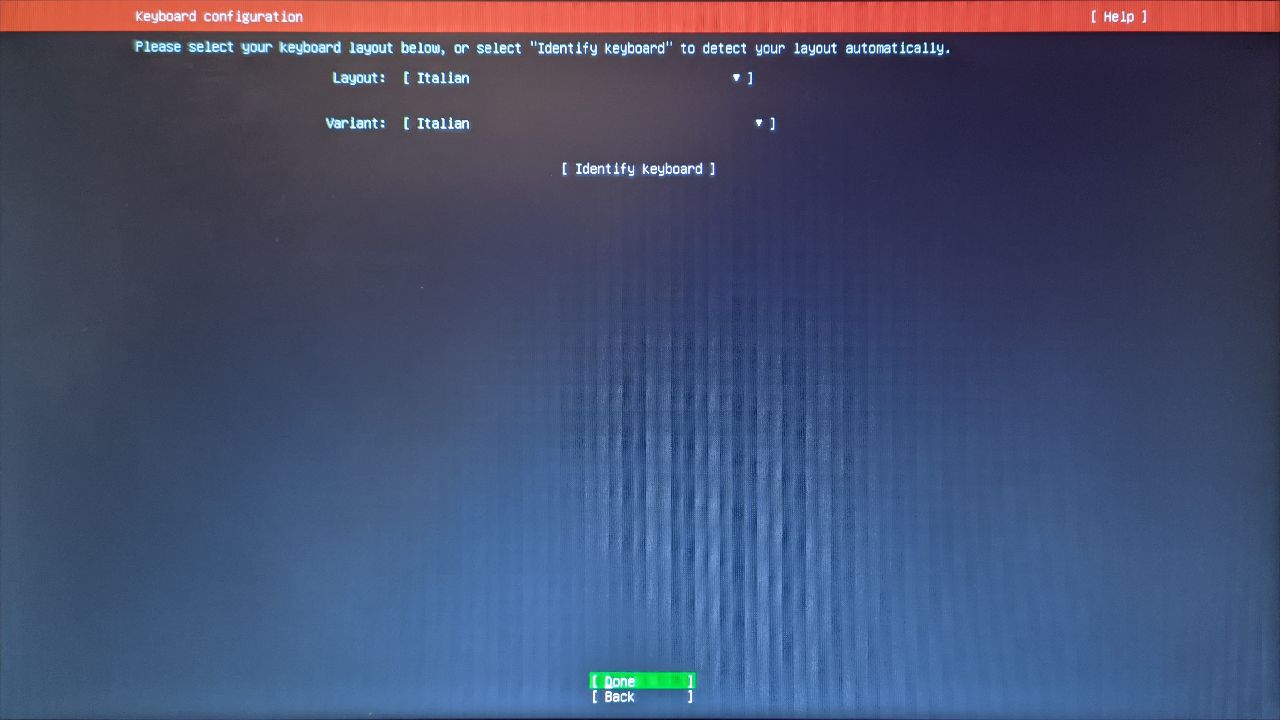 Keyboard configuration [ Help ]
Please select your keyboard layout below, or select "Identify keyboard" to detect your layout automatically.
Layout: [ Italian ▾ ]
Variant: [ Italian ▾ ]
[ Identify keyboard ]
[ Done ]
[ Back ]